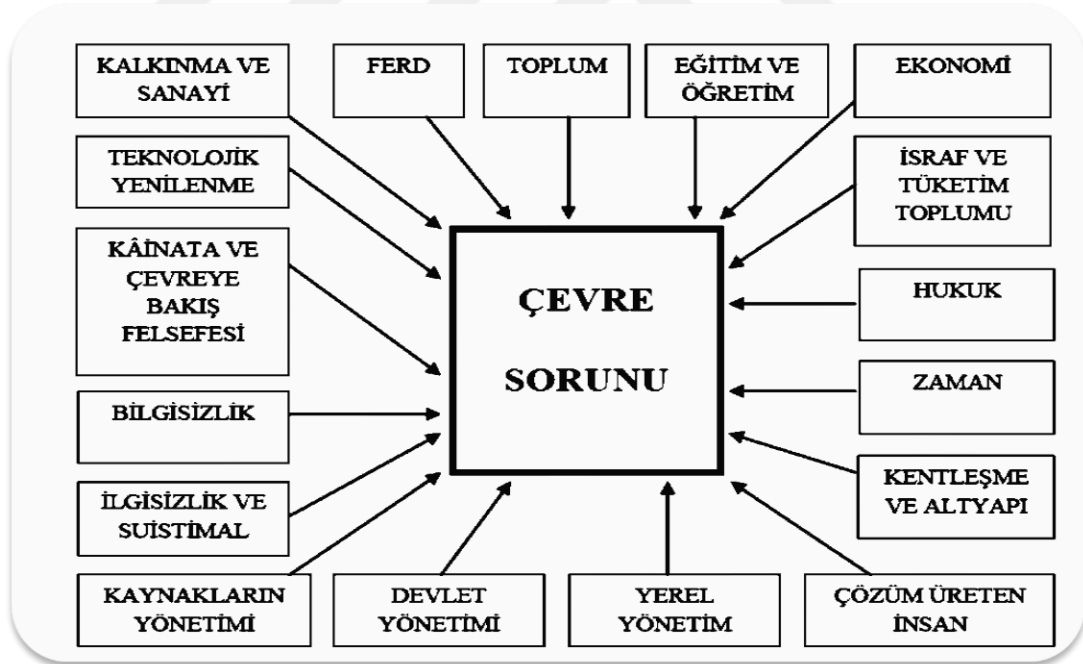 KALKINMA VE
SANAYİ
FERD
TOPLUM
EĞİTİM VE
ÖĞRETİM
EKONOMİ
TEKNOLOJİK
YENİLENME
İSRAF VE
TÜKETİM
TOPLUMU
KÂİNATA VE
ÇEVREYE
BAKIŞ
FELSEFESİ
ÇEVRE
SORUNU
HUKUK
ZAMAN
BİLGİSİZLİK
KENTLEŞME
VE ALTYAPI
İLGİSİZLİK VE
SUİSTİMAL
KAYNAKLARIN
YÖNETİMİ
DEVLET
YÖNETİMİ
YEREL
YÖNETİM
ÇÖZÜM ÜRETEN
İNSAN